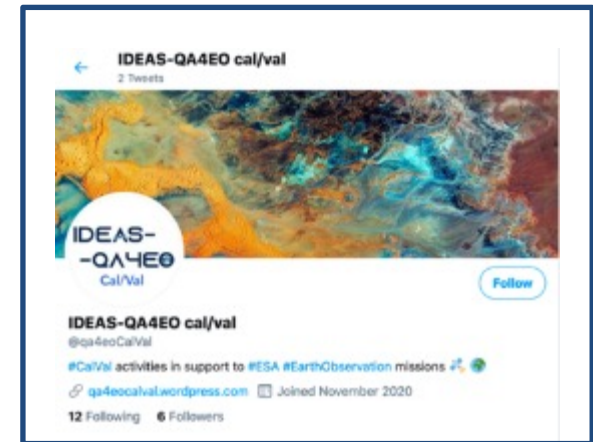 IDEAS-QA4EO cal/val
2 Tweets
IDEAS-
-QA4EO
Cal/Val
Follow
IDEAS-QA4EO cal/val
@qa4eoCalVal
#CalVal activities in support to #ESA #EarthObservation missions 🛰️ 🌍
qa4eocalval.wordpress.com Joined November 2020
12 Following 6 Followers